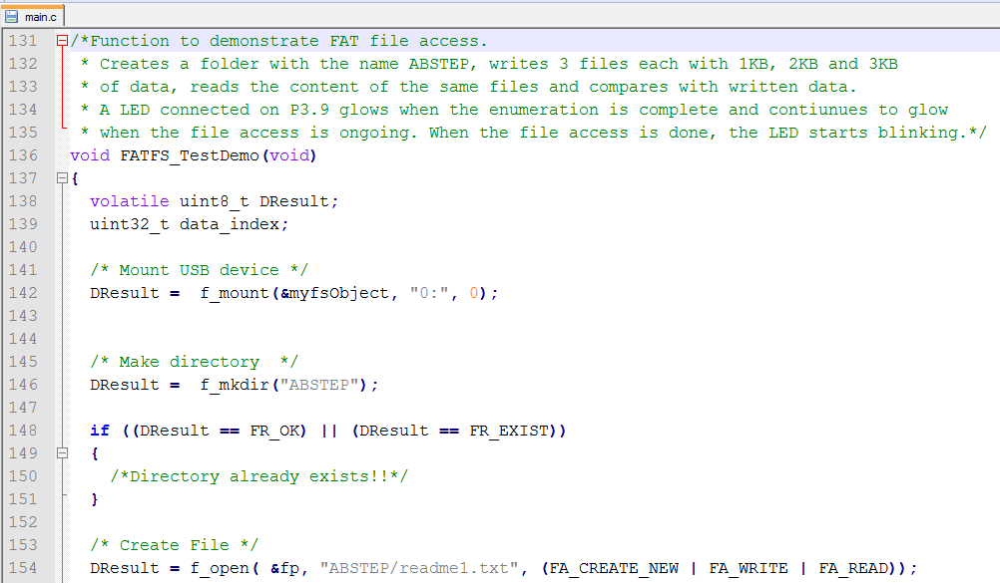 main.c
131 /*Function to demonstrate FAT file access.
132  * Creates a folder with the name ABSTEP, writes 3 files each with 1KB, 2KB and 3KB
133  * of data, reads the content of the same files and compares with written data.
134  * A LED connected on P3.9 glows when the enumeration is complete and contiunues to glow
135  * when the file access is ongoing. When the file access is done, the LED starts blinking.*/
136 void FATFS_TestDemo(void)
137 {
138   volatile uint8_t DResult;
139   uint32_t data_index;
140
141   /* Mount USB device */
142   DResult =  f_mount(&myfsObject, "0:", 0);
143
144
145   /* Make directory  */
146   DResult =  f_mkdir("ABSTEP");
147
148   if ((DResult == FR_OK) || (DResult == FR_EXIST))
149   {
150     /*Directory already exists!!*/
151   }
152
153   /* Create File */
154   DResult = f_open( &fp, "ABSTEP/readme1.txt", (FA_CREATE_NEW | FA_WRITE | FA_READ));